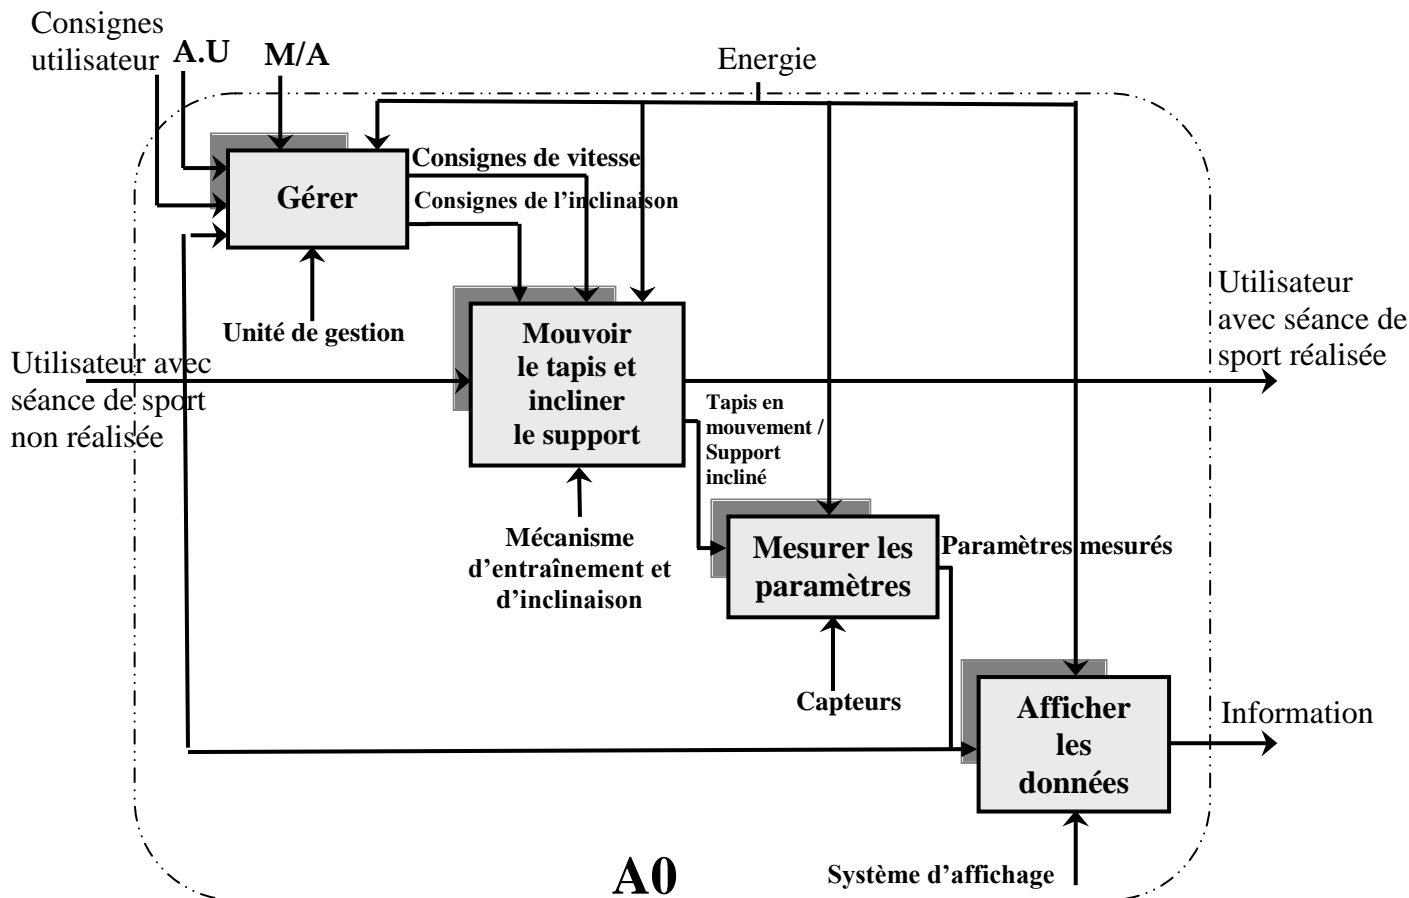 Consignes
utilisateur
A.U
M/A
Energie
Consignes de vitesse
Gérer
Consignes de l’inclinaison
Unité de gestion
Utilisateur
avec séance de
sport réalisée
Mouvoir
le tapis et
incliner
le support
Utilisateur avec
séance de sport
non réalisée
Tapis en
mouvement /
Support
incliné
Mécanisme
d’entraînement et
d’inclinaison
Mesurer les
paramètres
Paramètres mesurés
Capteurs
Afficher
les
données
Information
Système d’affichage
A0